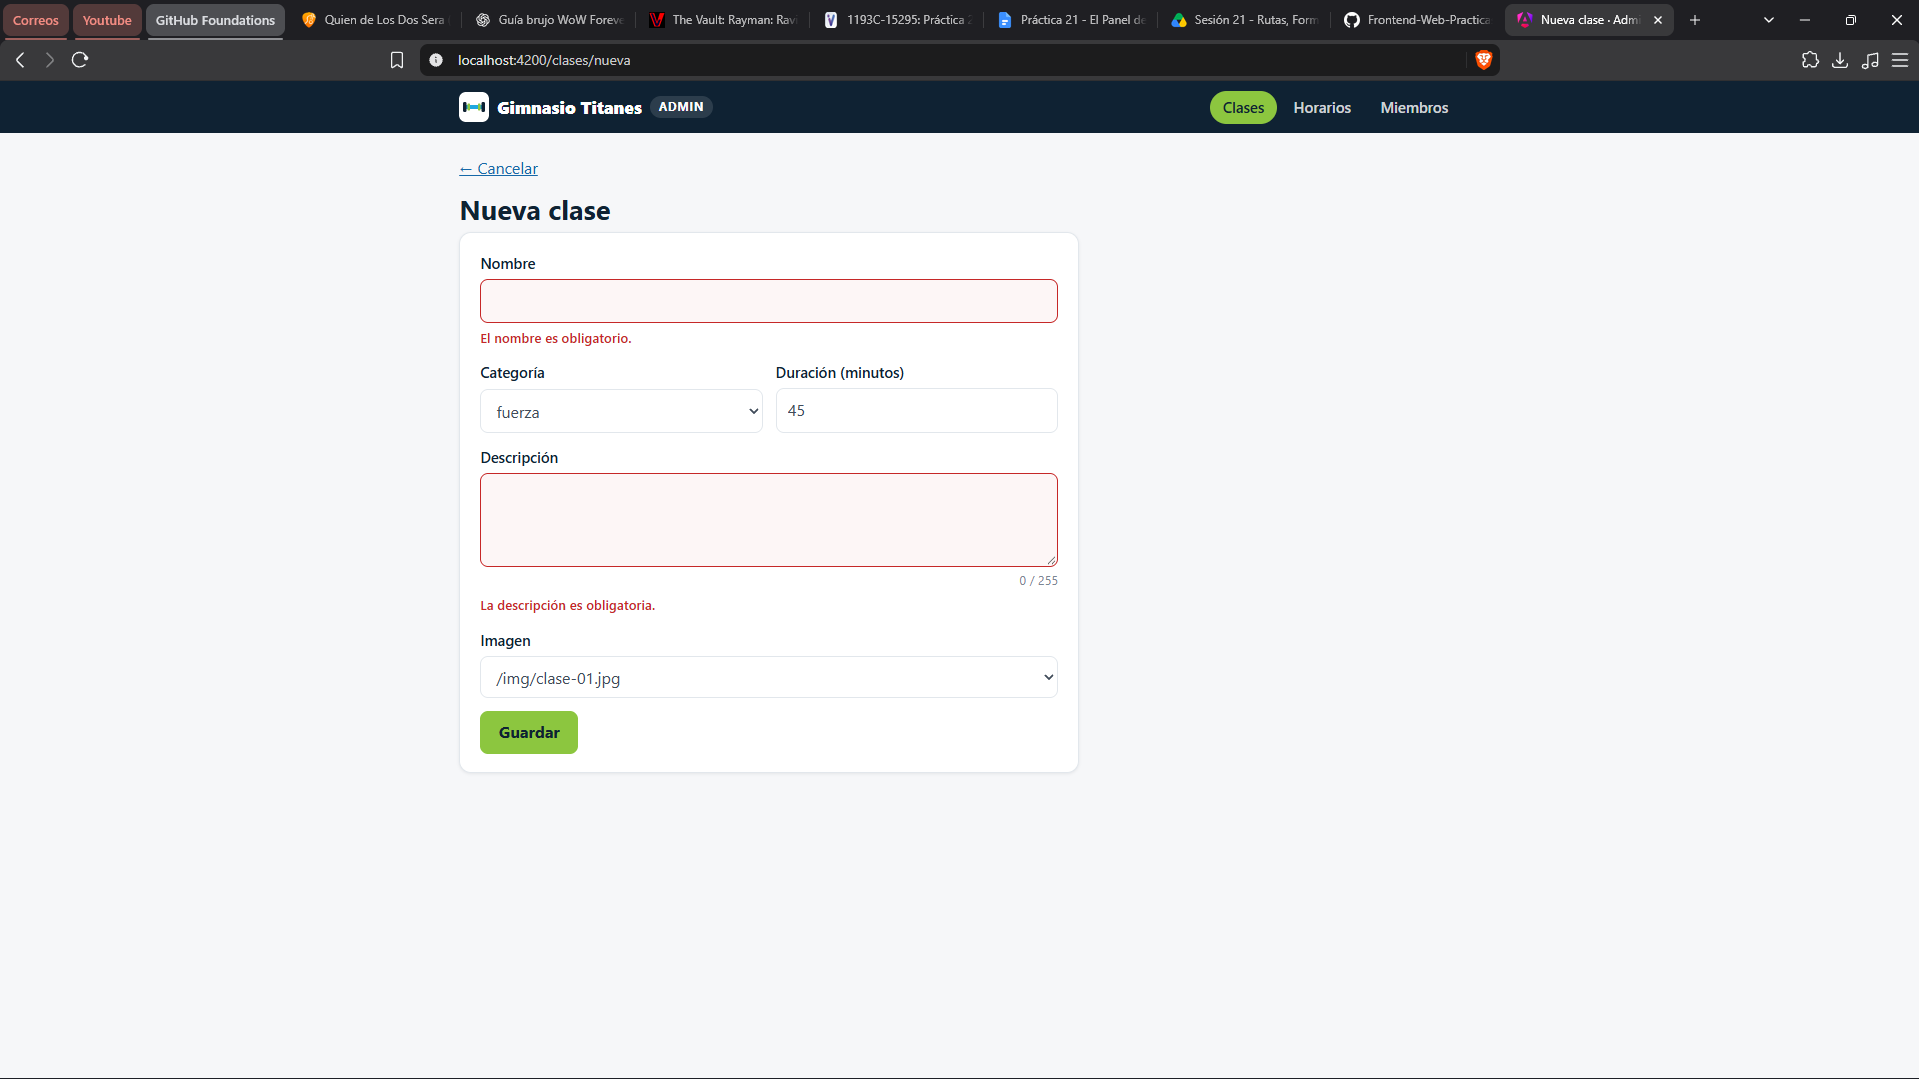 Correos Youtube GitHub Foundations Quien de Los Dos Sera Guía brujo WoW Foreve The Vault: Rayman: Ravi 1193C-15295: Práctica 2 Práctica 21 - El Panel de Sesión 21 - Rutas, Form Frontend-Web-Practica Nueva clase · Admi
localhost:4200/clases/nueva
Gimnasio Titanes ADMIN Clases Horarios Miembros
← Cancelar
Nueva clase
Nombre
El nombre es obligatorio.
Categoría Duración (minutos)
fuerza 45
Descripción
0 / 255
La descripción es obligatoria.
Imagen
/img/clase-01.jpg
Guardar